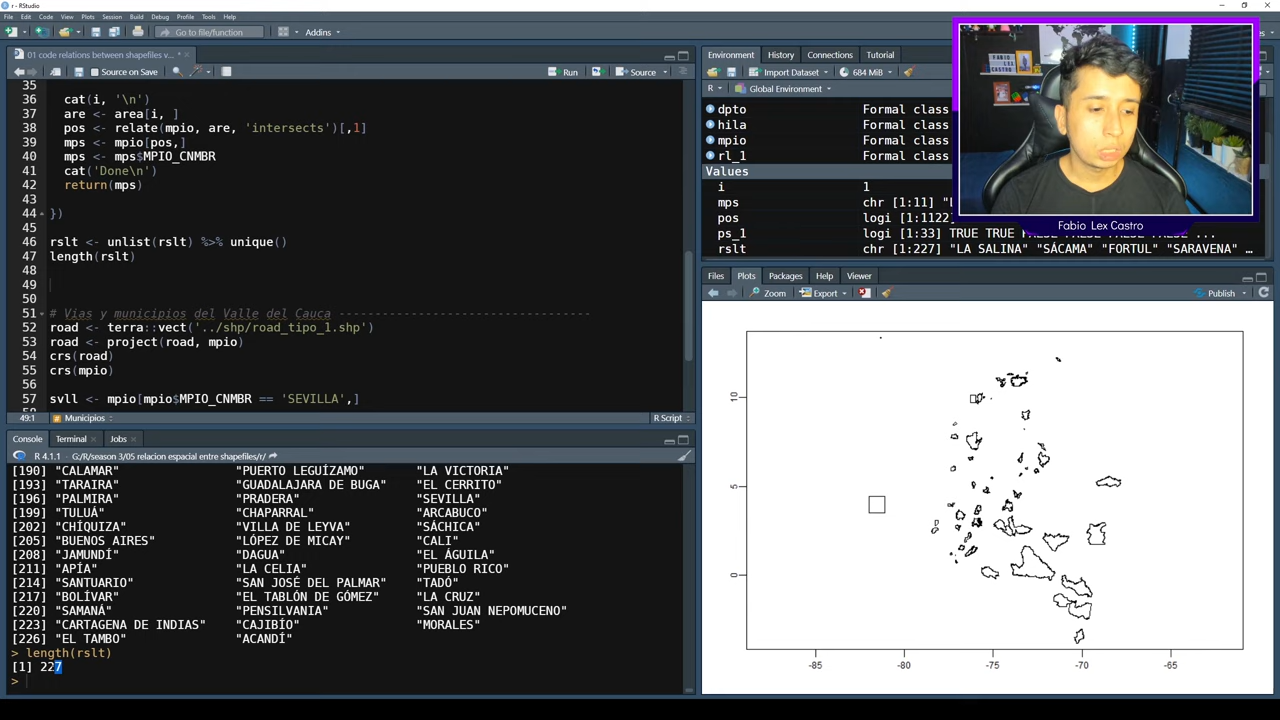 r - RStudio
File Edit Code View Plots Session Build Debug Profile Tools Help
Go to file/function Addins
01 code relations between shapefiles v... *
Source on Save Run Source
35
36 cat(i, '\n')
37 are <- area[i, ]
38 pos <- relate(mpio, are, 'intersects')[,1]
39 mps <- mpio[pos,]
40 mps <- mps$MPIO_CNMBR
41 cat('Done\n')
42 return(mps)
43
44 })
45
46 rslt <- unlist(rslt) %>% unique()
47 length(rslt)
48
49
50
51 # Vias y municipios del Valle del Cauca -----------------------------------
52 road <- terra::vect('../shp/road_tipo_1.shp')
53 road <- project(road, mpio)
54 crs(road)
55 crs(mpio)
56
57 svll <- mpio[mpio$MPIO_CNMBR == 'SEVILLA',]
49:1 # Municipios R Script
Console Terminal Jobs
R 4.1.1 · G:/R/season 3/05 relacion espacial entre shapefiles/r/
[190] "CALAMAR" "PUERTO LEGUÍZAMO" "LA VICTORIA"
[193] "TARAIRA" "GUADALAJARA DE BUGA" "EL CERRITO"
[196] "PALMIRA" "PRADERA" "SEVILLA"
[199] "TULUÁ" "CHAPARRAL" "ARCABUCO"
[202] "CHÍQUIZA" "VILLA DE LEYVA" "SÁCHICA"
[205] "BUENOS AIRES" "LÓPEZ DE MICAY" "CALI"
[208] "JAMUNDÍ" "DAGUA" "EL ÁGUILA"
[211] "APÍA" "LA CELIA" "PUEBLO RICO"
[214] "SANTUARIO" "SAN JOSÉ DEL PALMAR" "TADÓ"
[217] "BOLÍVAR" "EL TABLÓN DE GÓMEZ" "LA CRUZ"
[220] "SAMANÁ" "PENSILVANIA" "SAN JUAN NEPOMUCENO"
[223] "CARTAGENA DE INDIAS" "CAJIBÍO" "MORALES"
[226] "EL TAMBO" "ACANDÍ"
> length(rslt)
[1] 227
>
Environment History Connections Tutorial
Import Dataset 684 MiB
R Global Environment
dpto Formal class
hila Formal class
mpio Formal class
rl_1 Formal class
Values
i 1
mps chr [1:11]
pos logi [1:1122]
ps_1 logi [1:33] TRUE TRUE FALSE FALSE FALSE FALSE ...
rslt chr [1:227] "LA SALINA" "SÁCAMA" "FORTUL" "SARAVENA" ...
FABIO
LEX
CASTRO
Fabio Lex Castro
Files Plots Packages Help Viewer
Zoom Export Publish
10
5
0
-85 -80 -75 -70 -65